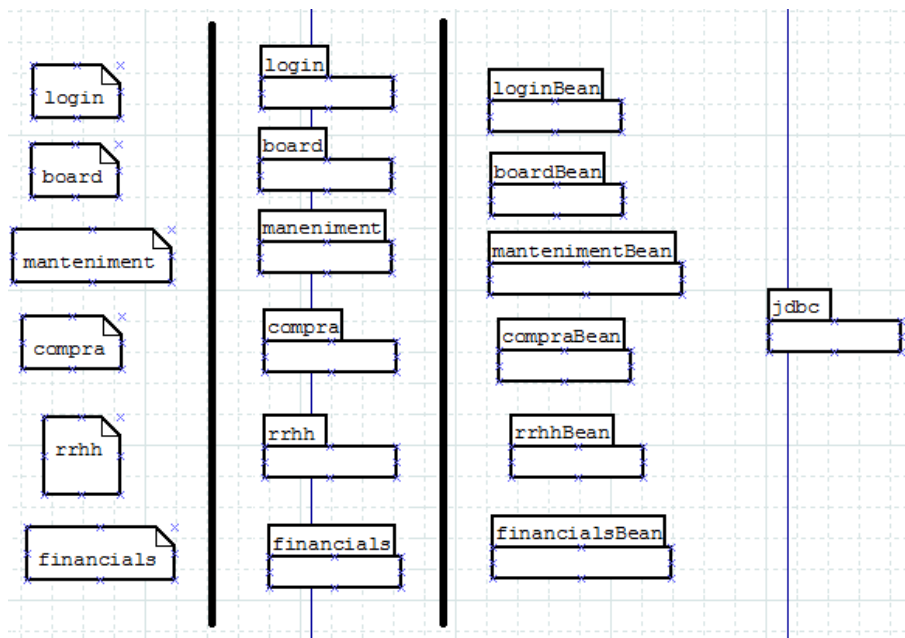 login
login
loginBean
board
board
boardBean
manteniment
maneniment
mantenimentBean
compra
compra
compraBean
jdbc
rrhh
rrhh
rrhhBean
financials
financials
financialsBean